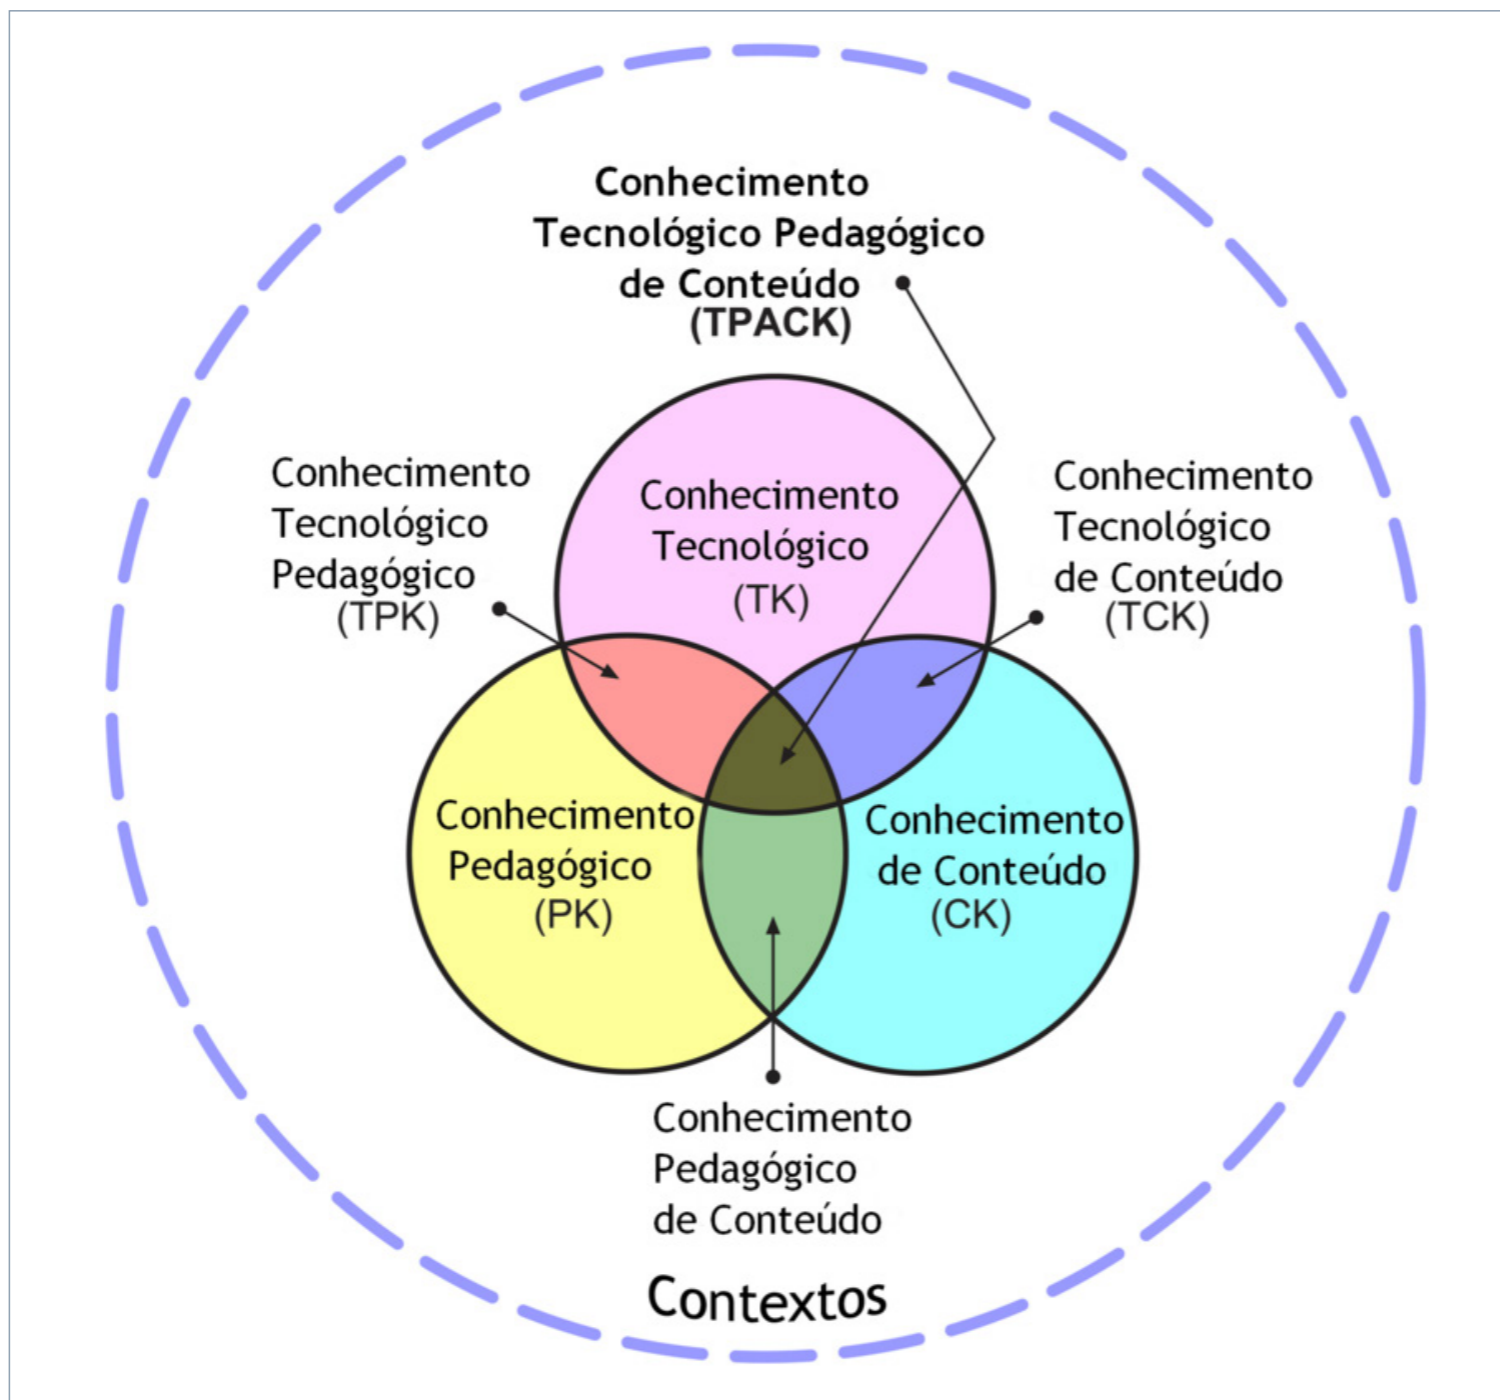 Conhecimento
Tecnológico Pedagógico
de Conteúdo
(TPACK)
Conhecimento
Tecnológico
Pedagógico
(TPK)
Conhecimento
Tecnológico
(TK)
Conhecimento
Tecnológico
de Conteúdo
(TCK)
Conhecimento
Pedagógico
(PK)
Conhecimento
de Conteúdo
(CK)
Conhecimento
Pedagógico
de Conteúdo
Contextos